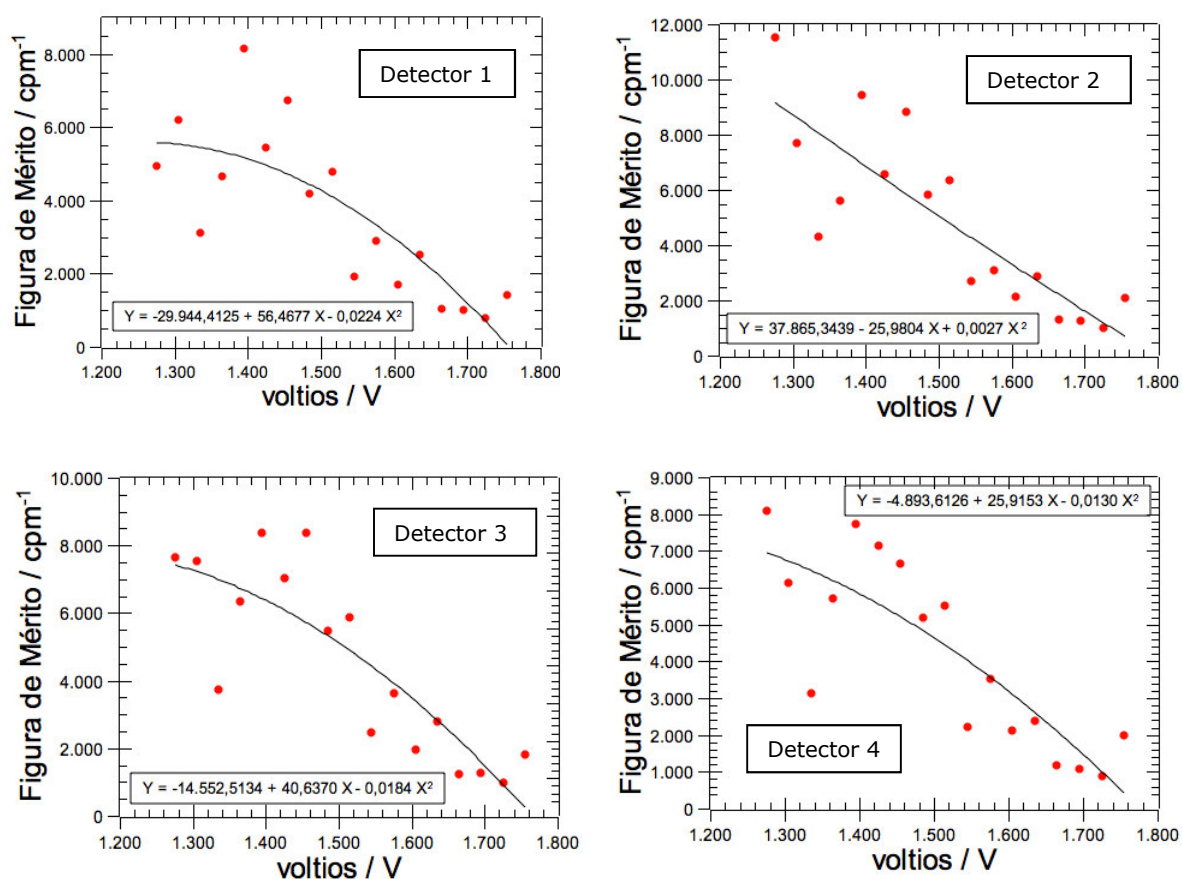 Figura de Mérito / cpm-1
8.000
6.000
4.000
2.000
0
Detector 1
Y = -29.944,4125 + 56,4677 X - 0,0224 X2
1.200 1.300 1.400 1.500 1.600 1.700 1.800
voltios / V
Figura de Mérito / cpm-1
12.000
10.000
8.000
6.000
4.000
2.000
0
Detector 2
Y = 37.865,3439 - 25,9804 X + 0,0027 X2
1.200 1.300 1.400 1.500 1.600 1.700 1.800
voltios / V
Figura de Mérito / cpm-1
10.000
8.000
6.000
4.000
2.000
0
Detector 3
Y = -14.552,5134 + 40,6370 X - 0,0184 X2
1.200 1.300 1.400 1.500 1.600 1.700 1.800
voltios / V
Figura de Mérito / cpm-1
9.000
8.000
7.000
6.000
5.000
4.000
3.000
2.000
1.000
0
Y = -4.893,6126 + 25,9153 X - 0,0130 X2
Detector 4
1.200 1.300 1.400 1.500 1.600 1.700 1.800
voltios / V